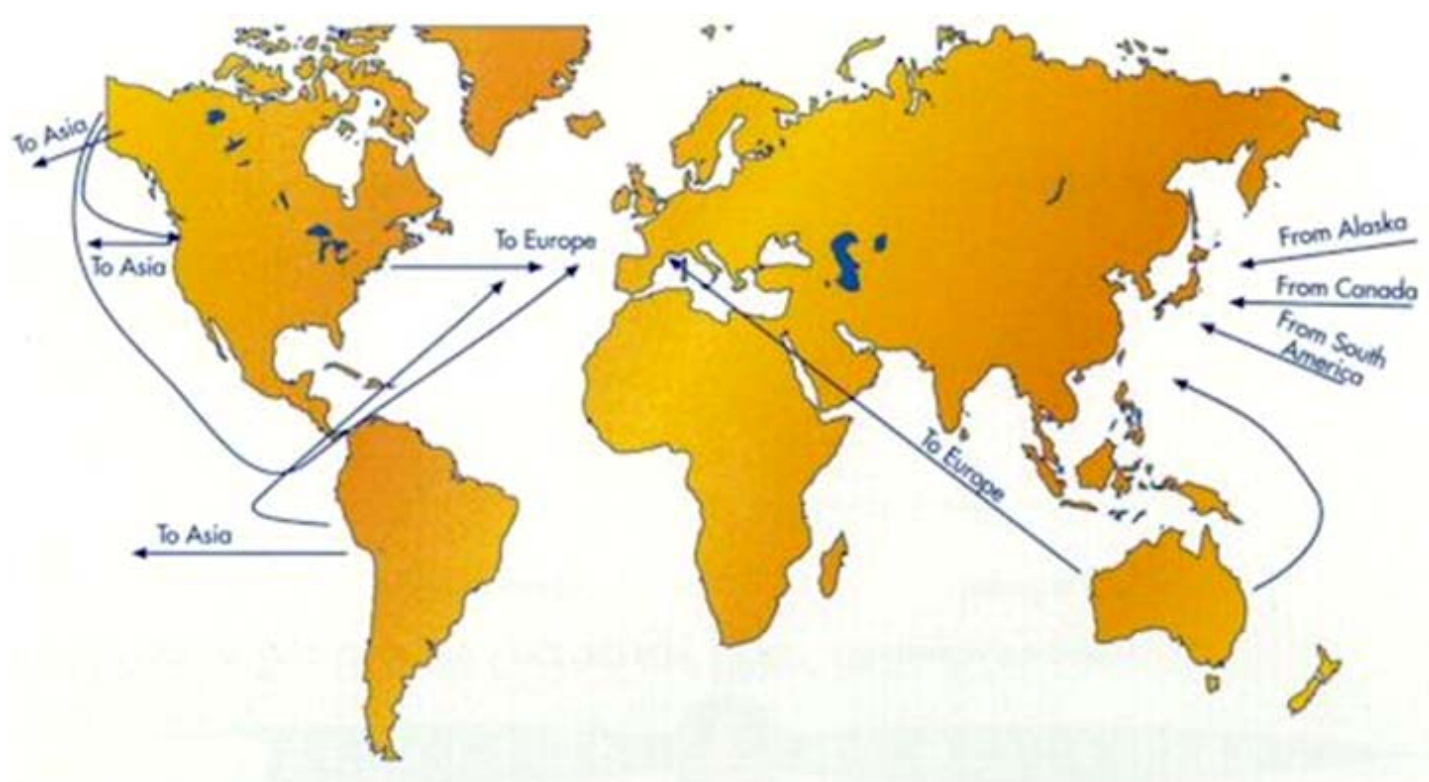 To Asia
To Asia
To Europe
To Asia
To Europe
From Alaska
From Canada
From South
America